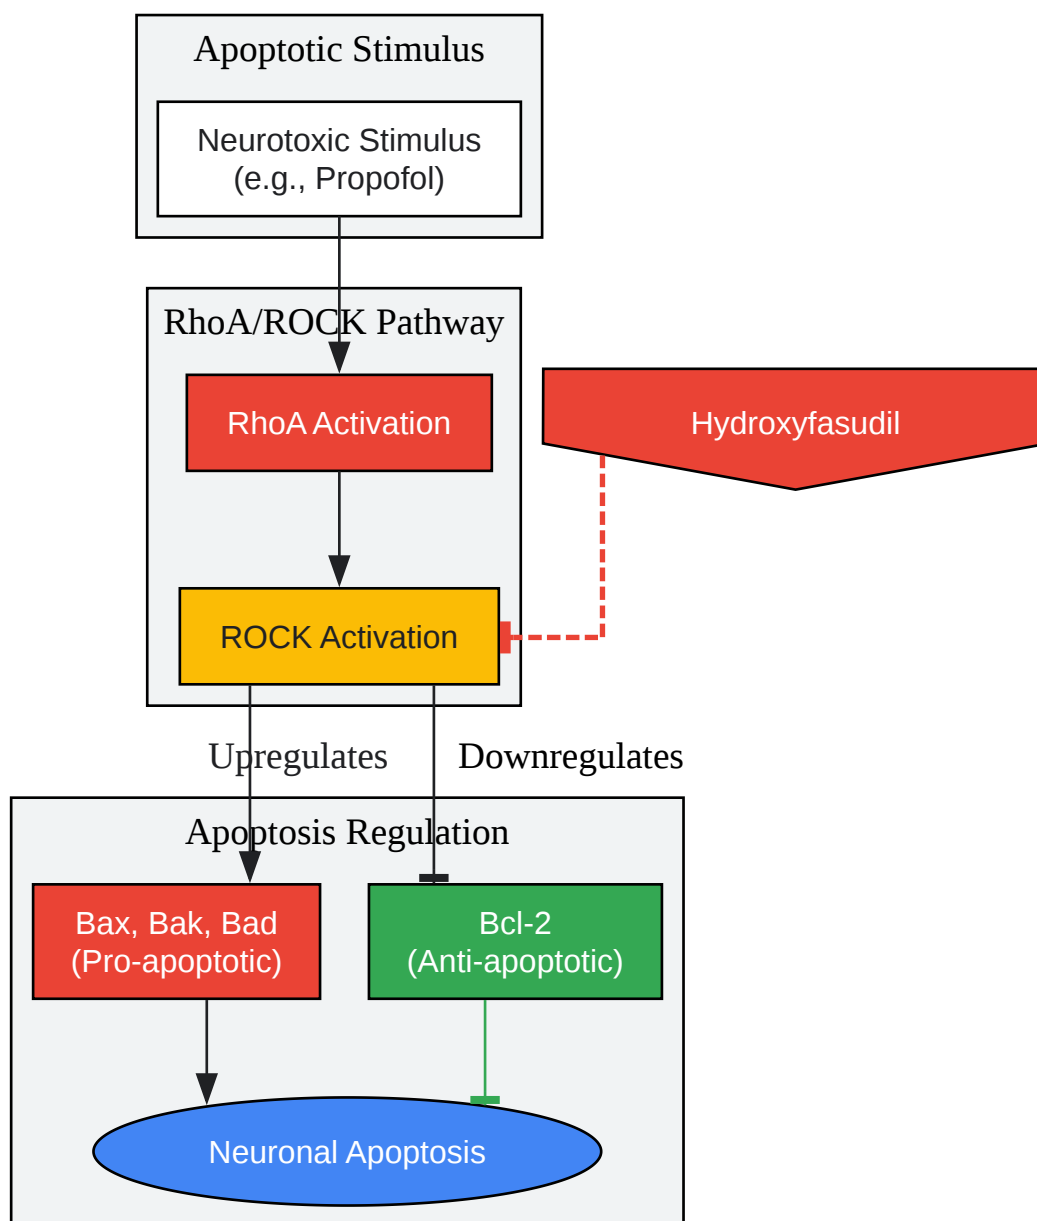 Apoptotic Stimulus
Neurotoxic Stimulus
(e.g., Propofol)
RhoA/ROCK Pathway
RhoA Activation
Hydroxyfasudil
ROCK Activation
Upregulates
Downregulates
Apoptosis Regulation
Bax, Bak, Bad
(Pro-apoptotic)
Bcl-2
(Anti-apoptotic)
Neuronal Apoptosis